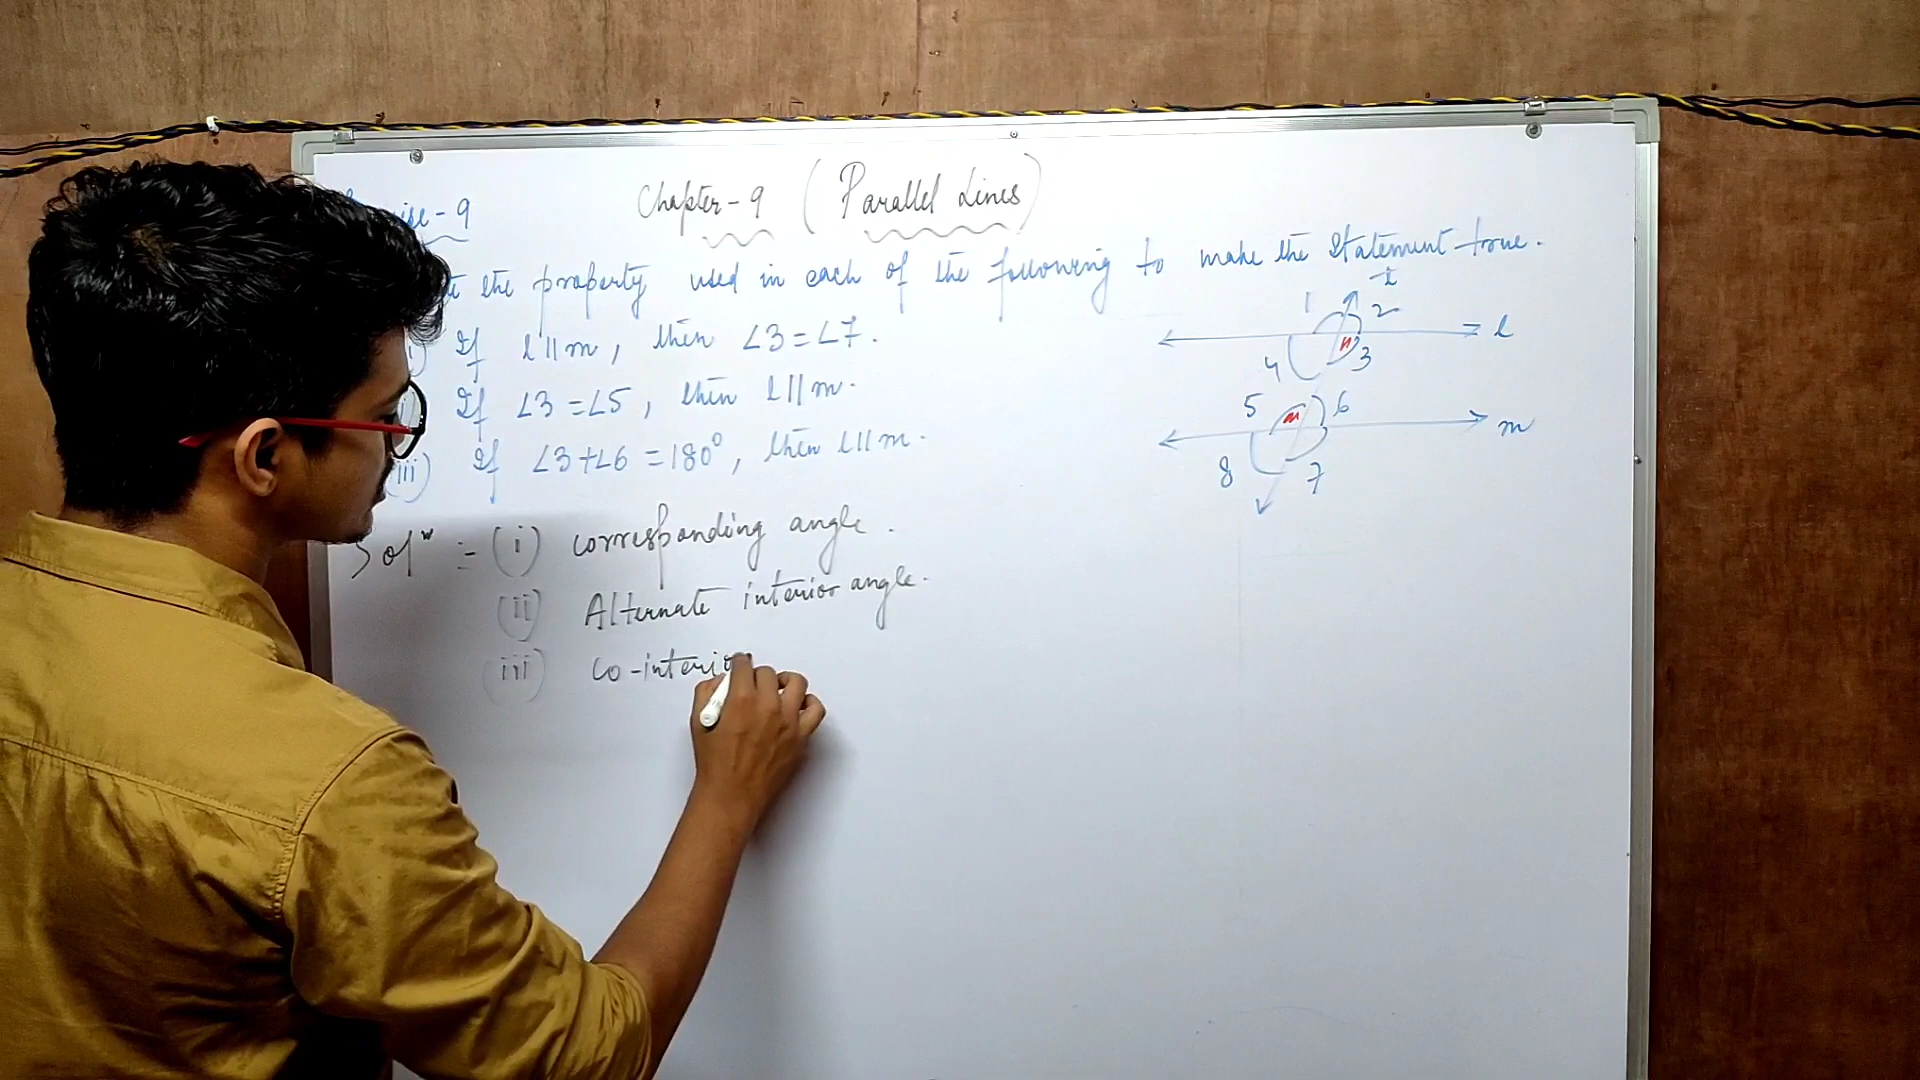 Chapter-9 (Parallel Lines)
ise-9
the property used in each of the following to make the statement true.
i) If l||m, then ∠3=∠7.
If ∠3=∠5, then l||m.
(iii) If ∠3+∠6=180°, then l||m.
Solⁿ :- (i) corresponding angle.
(ii) Alternate interior angle.
(iii) co-interio
t
1 2
l
4 n 3
5 m 6
m
8 7